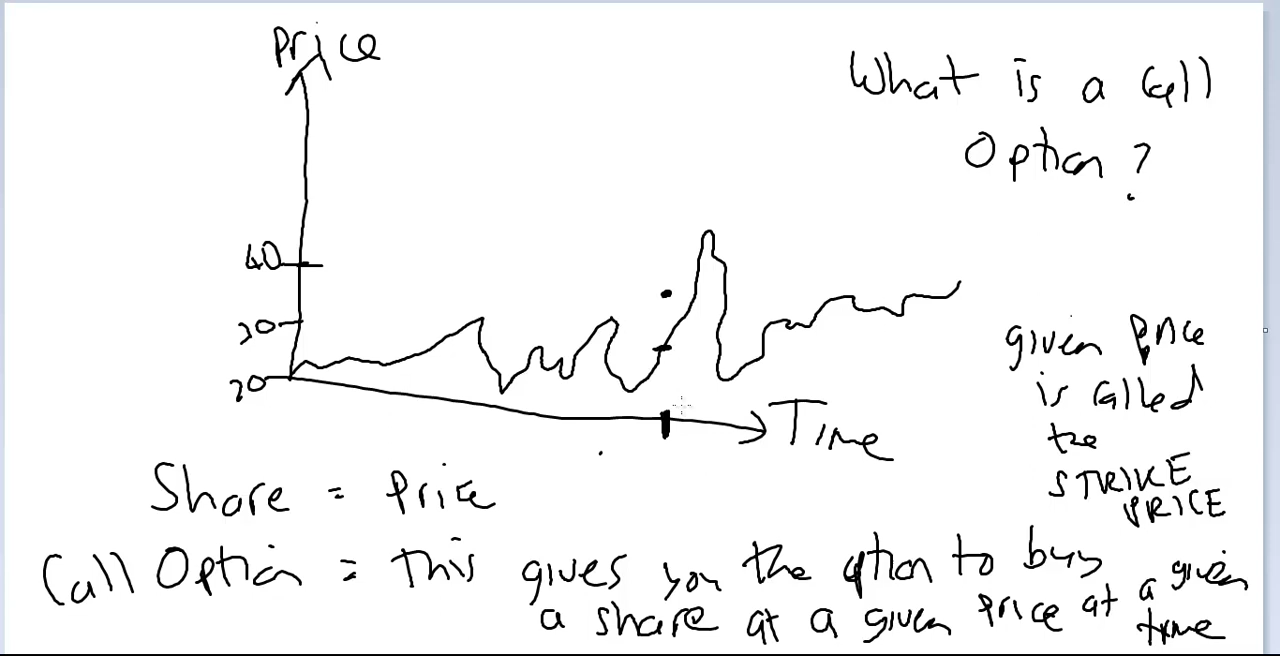 Price
What is a Call
Option?
40
30
20
given price
is called
the
STRIKE
PRICE
Time
Share = Price
Call Option = This gives you the option to buy
a share at a given price at a given
time